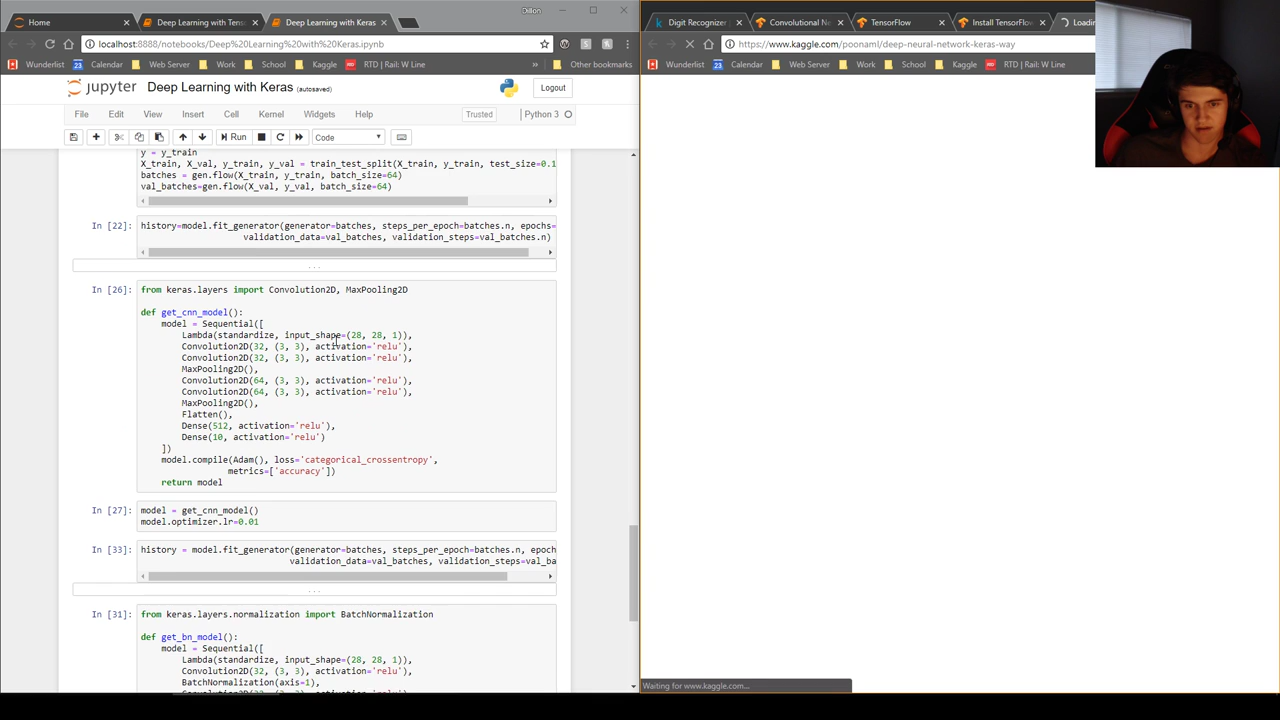 Home
Deep Learning with Tens
Deep Learning with Keras
Dillon
Digit Recognizer
Convolutional Ne
TensorFlow
Install TensorFlow
Loadin
localhost:8888/notebooks/Deep%20Learning%20with%20Keras.ipynb
https://www.kaggle.com/poonaml/deep-neural-network-keras-way
Wunderlist
Calendar
Web Server
Work
School
Kaggle
RTD | Rail: W Line
Other bookmarks
Wunderlist
Calendar
Web Server
Work
School
Kaggle
RTD | Rail: W Line
jupyter
Deep Learning with Keras (autosaved)
Logout
File Edit View Insert Cell Kernel Widgets Help
Trusted
Python 3
Run
Code
y = y_train
X_train, X_val, y_train, y_val = train_test_split(X_train, y_train, test_size=0.1
batches = gen.flow(X_train, y_train, batch_size=64)
val_batches=gen.flow(X_val, y_val, batch_size=64)
In [22]:
history=model.fit_generator(generator=batches, steps_per_epoch=batches.n, epochs=
validation_data=val_batches, validation_steps=val_batches.n)
...
In [26]:
from keras.layers import Convolution2D, MaxPooling2D
def get_cnn_model():
model = Sequential([
Lambda(standardize, input_shape=(28, 28, 1)),
Convolution2D(32, (3, 3), activation='relu'),
Convolution2D(32, (3, 3), activation='relu'),
MaxPooling2D(),
Convolution2D(64, (3, 3), activation='relu'),
Convolution2D(64, (3, 3), activation='relu'),
MaxPooling2D(),
Flatten(),
Dense(512, activation='relu'),
Dense(10, activation='relu')
])
model.compile(Adam(), loss='categorical_crossentropy',
metrics=['accuracy'])
return model
In [27]:
model = get_cnn_model()
model.optimizer.lr=0.01
In [33]:
history = model.fit_generator(generator=batches, steps_per_epoch=batches.n, epoch
validation_data=val_batches, validation_steps=val_ba
...
In [31]:
from keras.layers.normalization import BatchNormalization
def get_bn_model():
model = Sequential([
Lambda(standardize, input_shape=(28, 28, 1)),
Convolution2D(32, (3, 3), activation='relu'),
BatchNormalization(axis=1),
Waiting for www.kaggle.com...